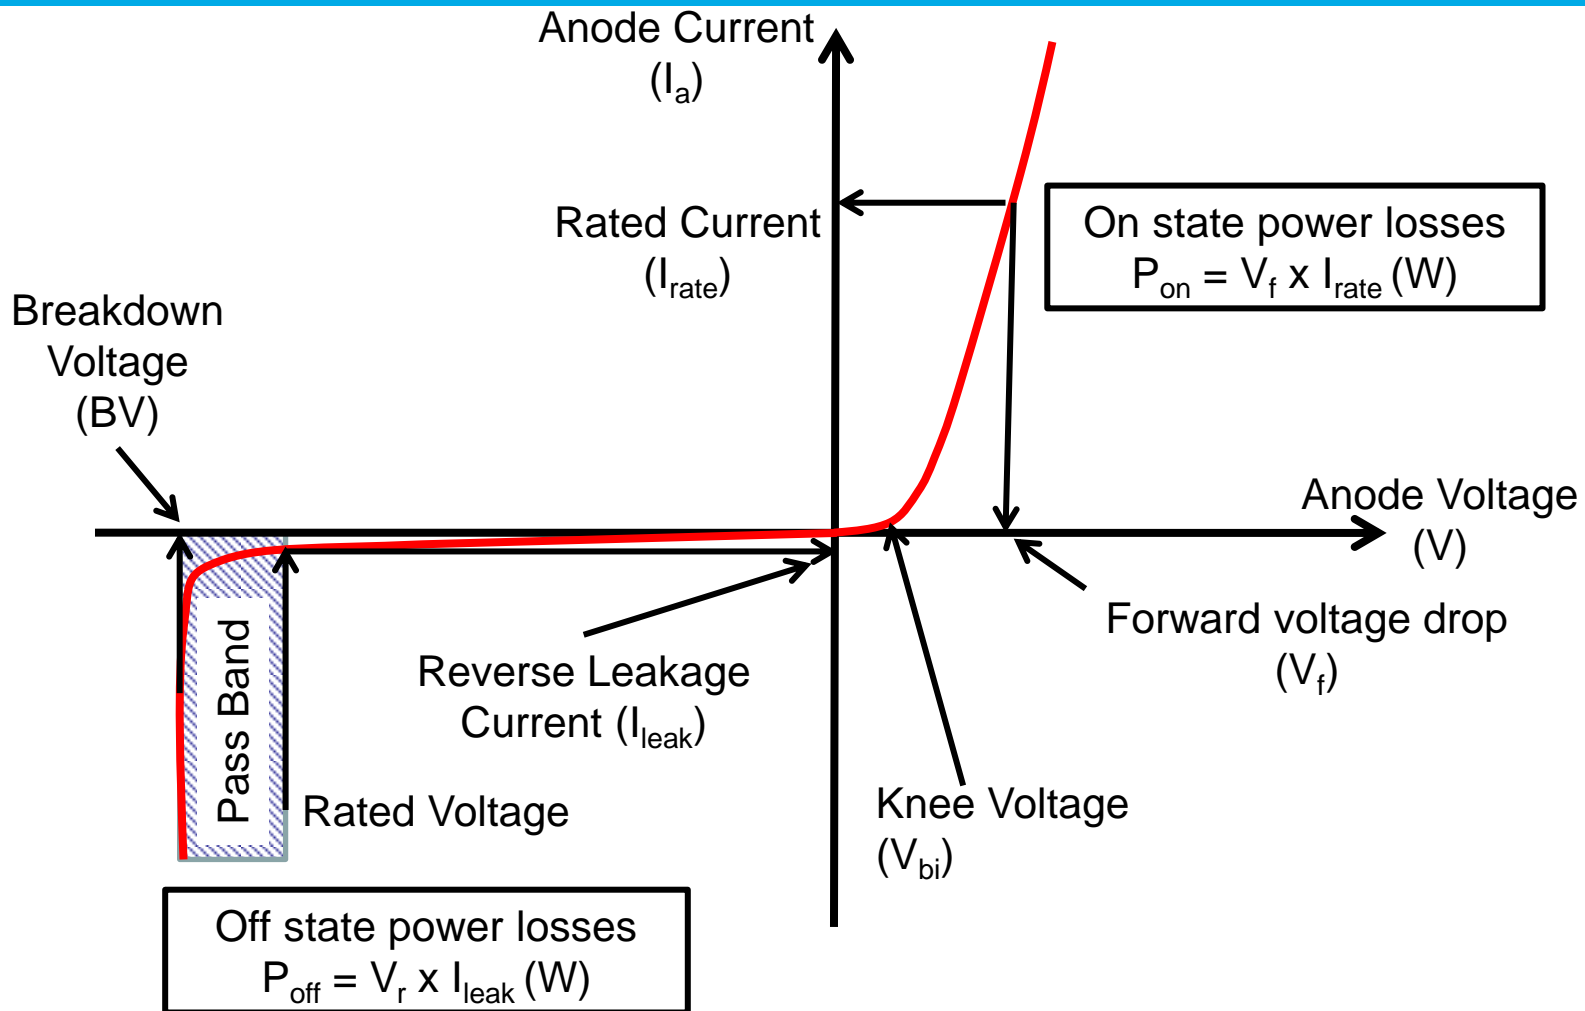 Anode Current
(Ia)
Rated Current
(Irate)
On state power losses
Pon = Vf x Irate (W)
Breakdown
Voltage
(BV)
Anode Voltage
(V)
Forward voltage drop
(Vf)
Reverse Leakage
Current (Ileak)
Pass Band
Rated Voltage
Knee Voltage
(Vbi)
Off state power losses
Poff = Vr x Ileak (W)